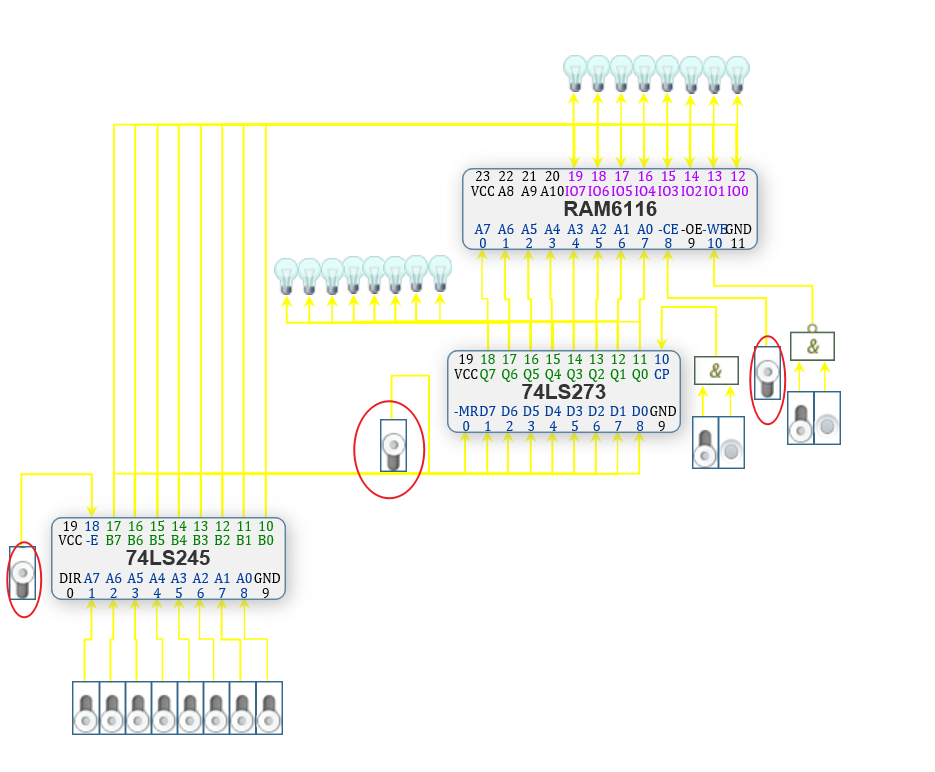 23 22 21 20 19 18 17 16 15 14 13 12
VCC A8 A9 A10 IO7 IO6 IO5 IO4 IO3 IO2 IO1 IO0
RAM6116
A7 A6 A5 A4 A3 A2 A1 A0 -CE -OE -WE GND
0 1 2 3 4 5 6 7 8 9 10 11
&
&
19 18 17 16 15 14 13 12 11 10
VCC Q7 Q6 Q5 Q4 Q3 Q2 Q1 Q0 CP
74LS273
-MR D7 D6 D5 D4 D3 D2 D1 D0 GND
0 1 2 3 4 5 6 7 8 9
19 18 17 16 15 14 13 12 11 10
VCC -E B7 B6 B5 B4 B3 B2 B1 B0
74LS245
DIR A7 A6 A5 A4 A3 A2 A1 A0 GND
0 1 2 3 4 5 6 7 8 9